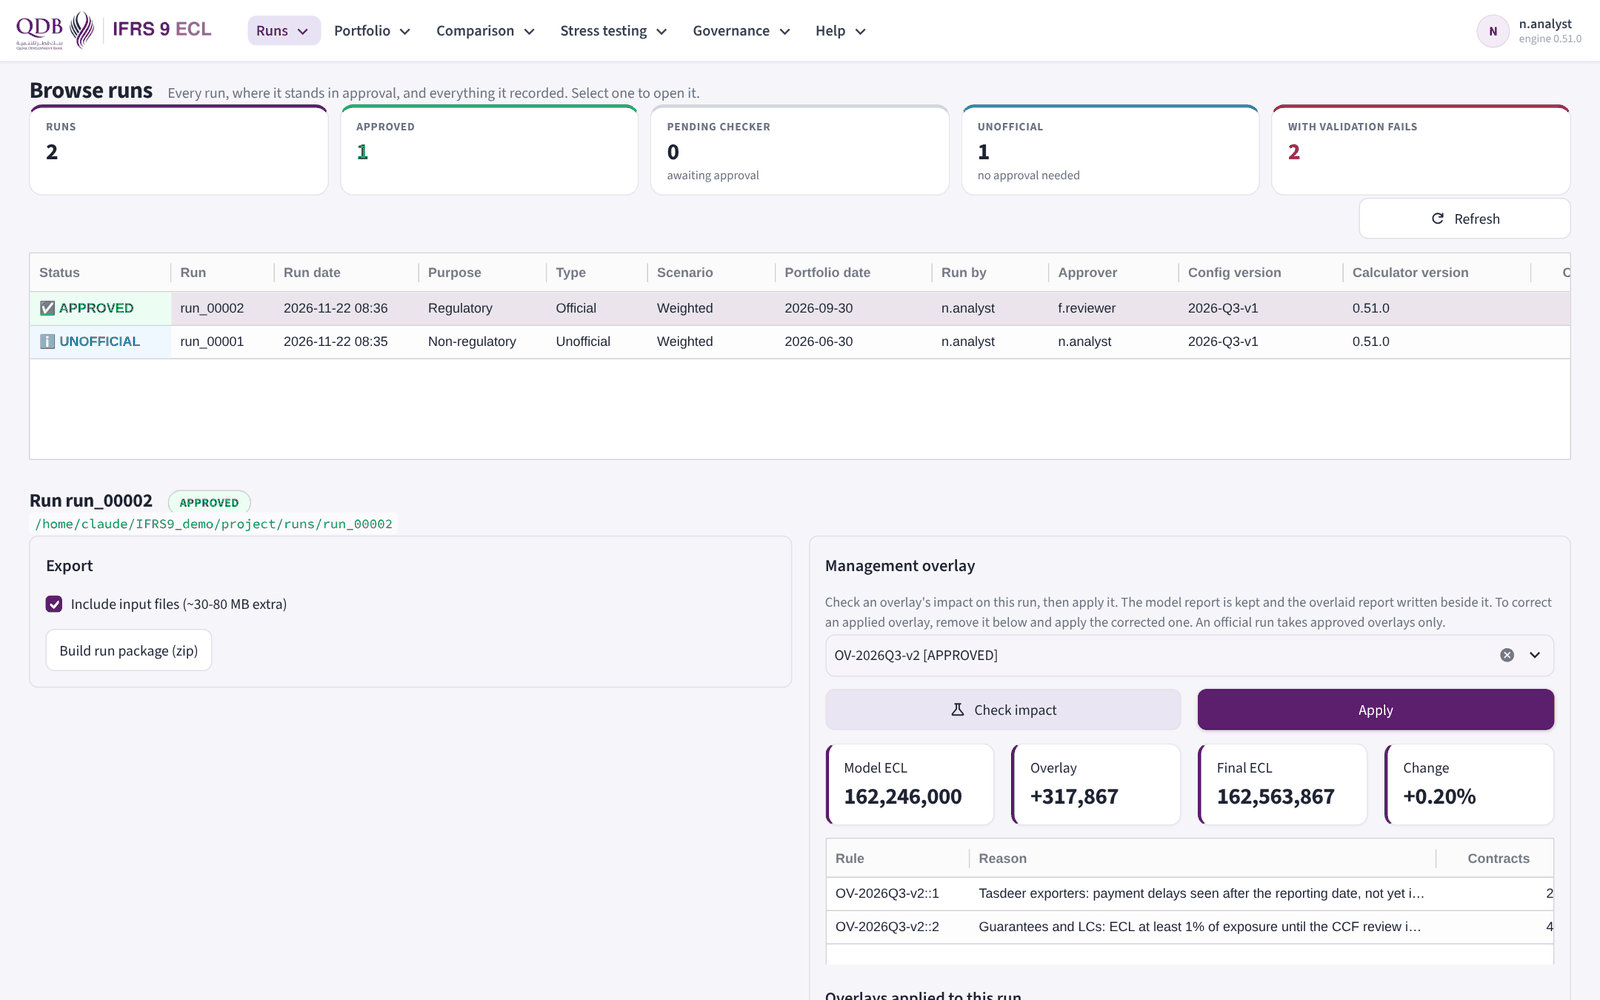 QDB
IFRS 9 ECL
Runs
Portfolio
Comparison
Stress testing
Governance
Help
N
n.analyst
engine 0.51.0
Browse runs
Every run, where it stands in approval, and everything it recorded. Select one to open it.
RUNS
2
APPROVED
1
PENDING CHECKER
0
awaiting approval
UNOFFICIAL
1
no approval needed
WITH VALIDATION FAILS
2
Refresh
Status Run Run date Purpose Type Scenario Portfolio date Run by Approver Config version Calculator version C
APPROVED run_00002 2026-11-22 08:36 Regulatory Official Weighted 2026-09-30 n.analyst f.reviewer 2026-Q3-v1 0.51.0
UNOFFICIAL run_00001 2026-11-22 08:35 Non-regulatory Unofficial Weighted 2026-06-30 n.analyst n.analyst 2026-Q3-v1 0.51.0
Run run_00002 APPROVED
/home/claude/IFRS9_demo/project/runs/run_00002
Export
Include input files (~30-80 MB extra)
Build run package (zip)
Management overlay
Check an overlay's impact on this run, then apply it. The model report is kept and the overlaid report written beside it. To correct
an applied overlay, remove it below and apply the corrected one. An official run takes approved overlays only.
OV-2026Q3-v2 [APPROVED]
Check impact
Apply
Model ECL
162,246,000
Overlay
+317,867
Final ECL
162,563,867
Change
+0.20%
Rule Reason Contracts
OV-2026Q3-v2::1 Tasdeer exporters: payment delays seen after the reporting date, not yet i… 2
OV-2026Q3-v2::2 Guarantees and LCs: ECL at least 1% of exposure until the CCF review i… 4
Overlays applied to this run